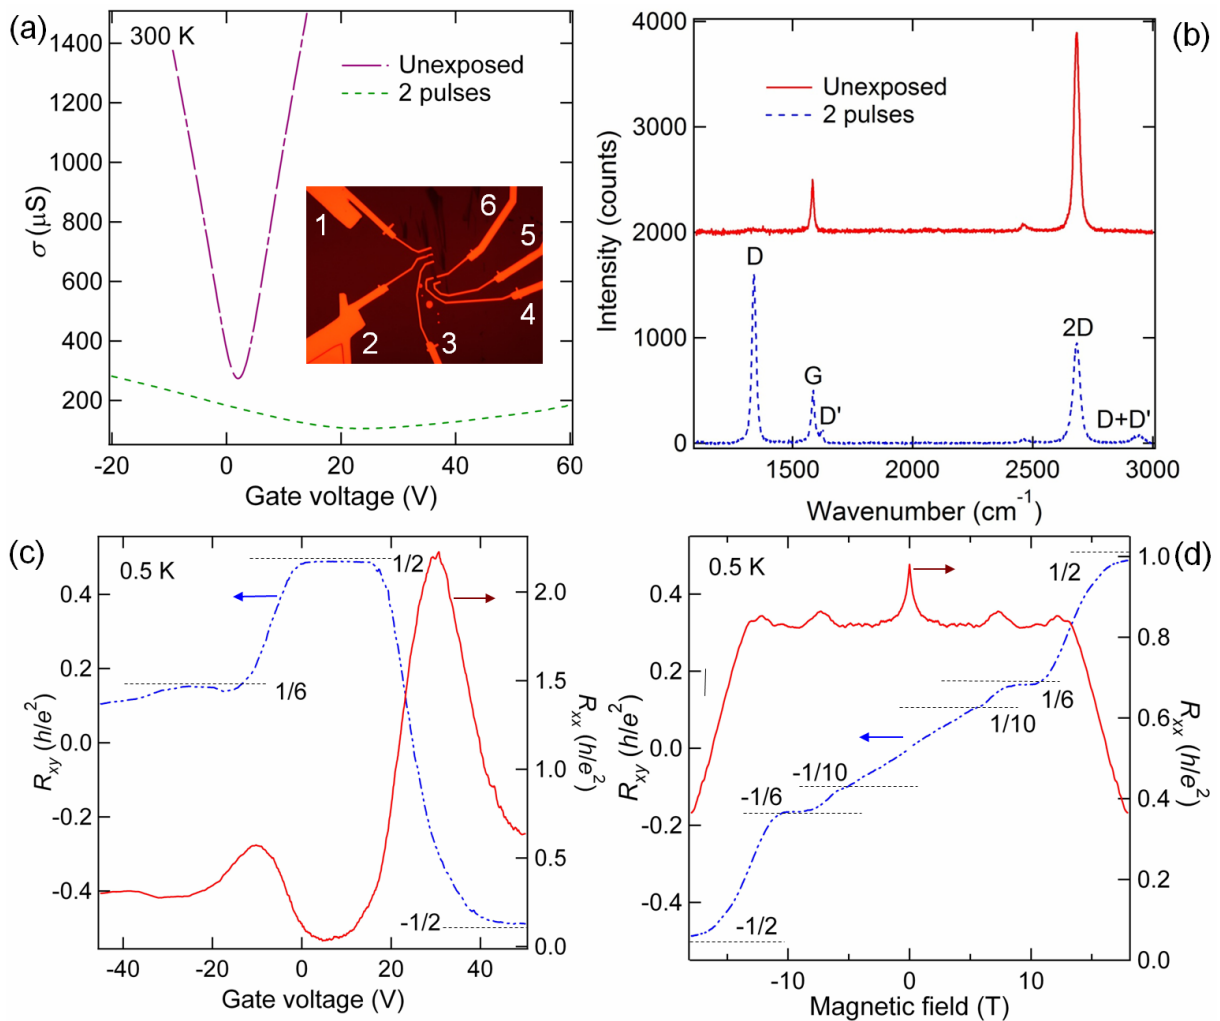 (a)
300 K
Unexposed
2 pulses
1400
1200
1000
800
600
400
200
σ (μS)
-20
0
20
40
60
Gate voltage (V)
1
2
3
4
5
6
(b)
Unexposed
2 pulses
4000
3000
2000
1000
0
Intensity (counts)
D
G
D'
2D
D+D'
1500
2000
2500
3000
Wavenumber (cm⁻¹)
(c)
0.5 K
0.4
0.2
0.0
-0.2
-0.4
Rxy (h/e²)
1/2
1/6
-1/2
2.0
1.5
1.0
0.5
0.0
Rxx (h/e²)
-40
-20
0
20
40
Gate voltage (V)
(d)
0.5 K
0.4
0.2
0.0
-0.2
-0.4
Rxy (h/e²)
1/2
1/6
1/10
-1/10
-1/6
-1/2
1.0
0.8
0.6
0.4
0.2
0.0
Rxx (h/e²)
-10
0
10
Magnetic field (T)